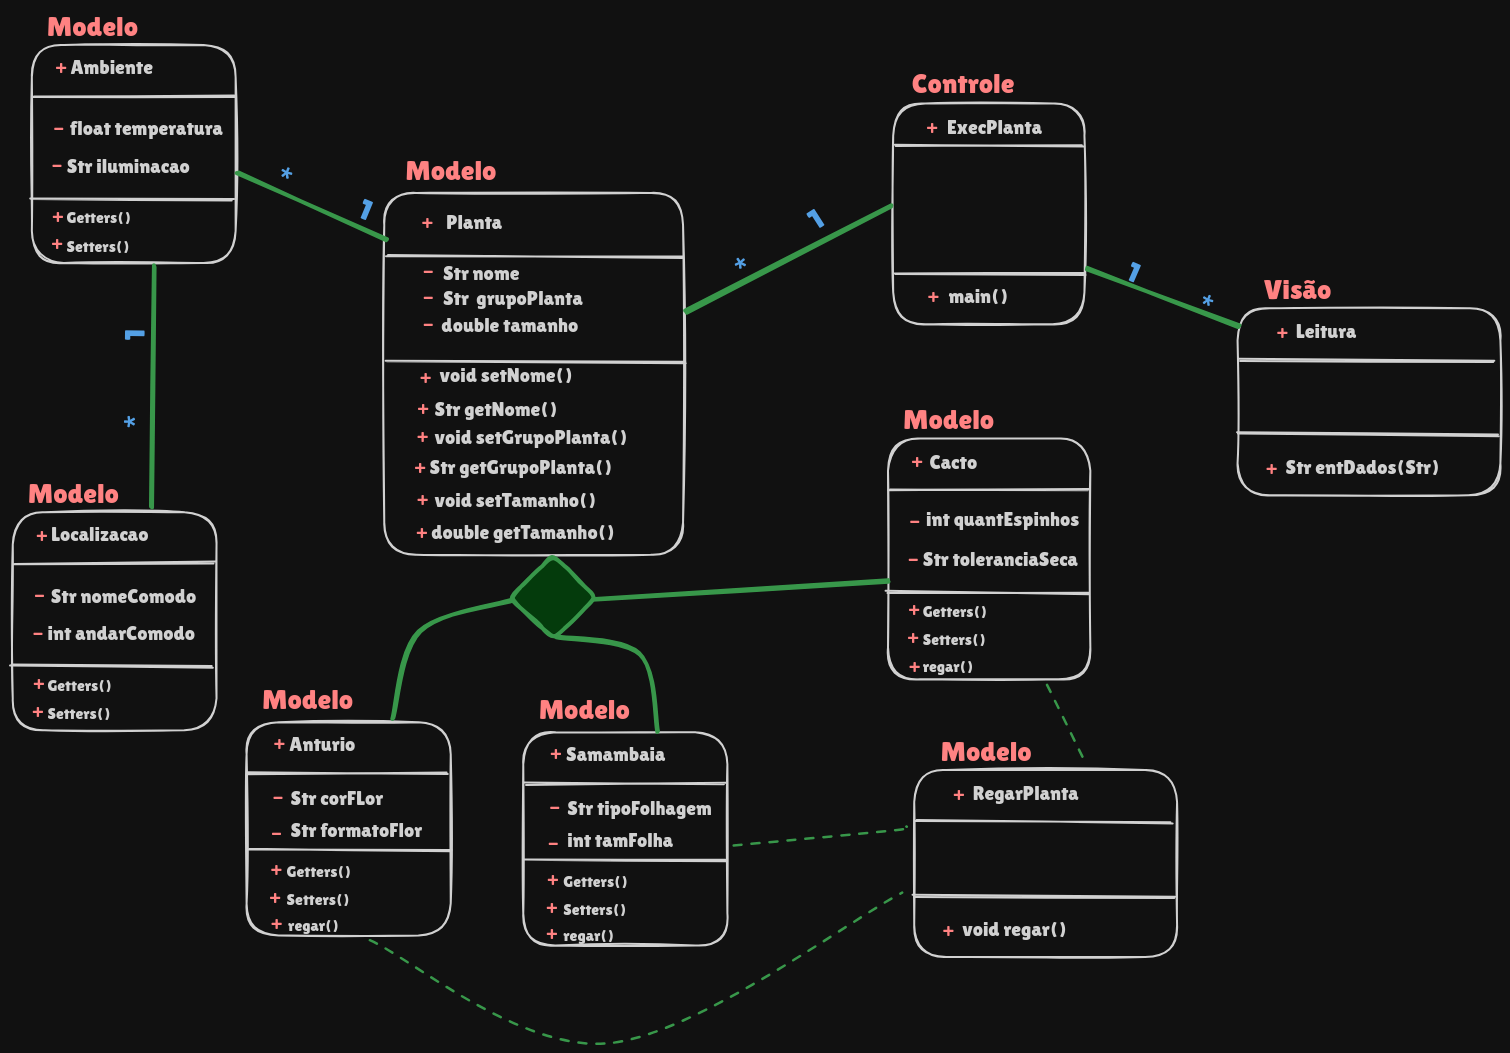 Modelo
+ Ambiente
- float temperatura
- Str iluminacao
+ Getters()
+ Setters()
* 1
1
*
Modelo
+ Localizacao
- Str nomeComodo
- int andarComodo
+ Getters()
+ Setters()
Modelo
+ Planta
- Str nome
- Str grupoPlanta
- double tamanho
+ void setNome()
+ Str getNome()
+ void setGrupoPlanta()
+ Str getGrupoPlanta()
+ void setTamanho()
+ double getTamanho()
* 1
Controle
+ ExecPlanta
+ main()
1 *
Visão
+ Leitura
+ Str entDados(Str)
Modelo
+ Cacto
- int quantEspinhos
- Str toleranciaSeca
+ Getters()
+ Setters()
+ regar()
Modelo
+ Anturio
- Str corFLor
- Str formatoFlor
+ Getters()
+ Setters()
+ regar()
Modelo
+ Samambaia
- Str tipoFolhagem
- int tamFolha
+ Getters()
+ Setters()
+ regar()
Modelo
+ RegarPlanta
+ void regar()